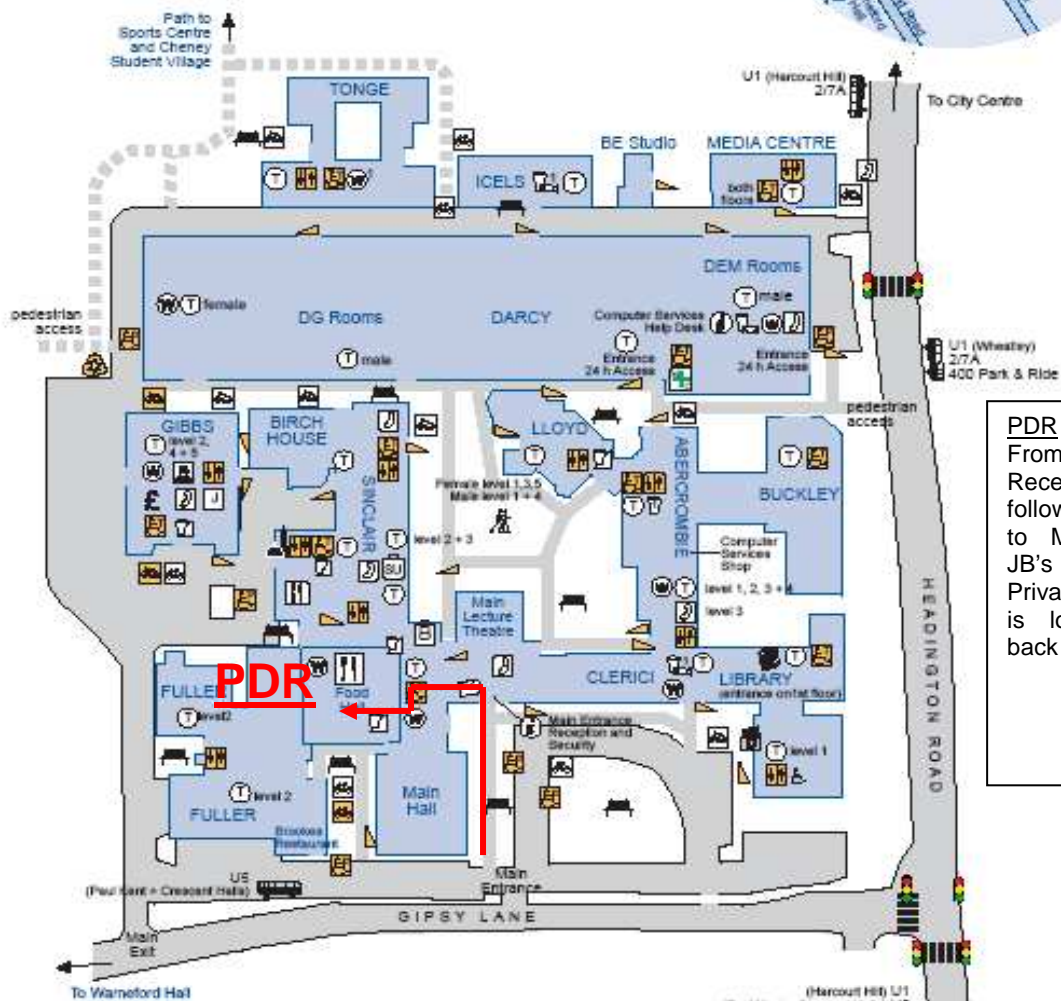 Path to
Sports Centre
and Cheney
Student Village
U1 (Harcourt Hill)
2/7A
To City Centre
TONGE
BE Studio
MEDIA CENTRE
ICELS
both
floors
DEM Rooms
female
male
pedestrian
access
DG Rooms
DARCY
Computer Services
Help Desk
male
Entrance
24 h Access
Entrance
24 h Access
U1 (Wheatley)
2/7A
400 Park & Ride
pedestrian
access
GIBBS
level 2,
4 + 5
BIRCH
HOUSE
LLOYD
SINCLAIR
Female level 1,3,5
Male level 1 + 4
ABERCROMBIE
BUCKLEY
level 2 + 3
SU
Computer
Services
Shop
level 1, 2, 3 + 4
level 3
Main
Lecture
Theatre
CLERICI
LIBRARY
(entrance on 1st floor)
HEADINGTON ROAD
PDR
From
Rece
follow
to M
JB's
Priva
is lo
back
PDR
FULLER
level2
Food
Main Entrance
Reception and
Security
level 1
Main
Hall
level 2
FULLER
Brookes
Restaurant
U5
(Paul Kent + Crescent Halls)
Main
Entrance
GIPSY LANE
Main
Exit
To Warneford Hall
(Harcourt Hill) U1